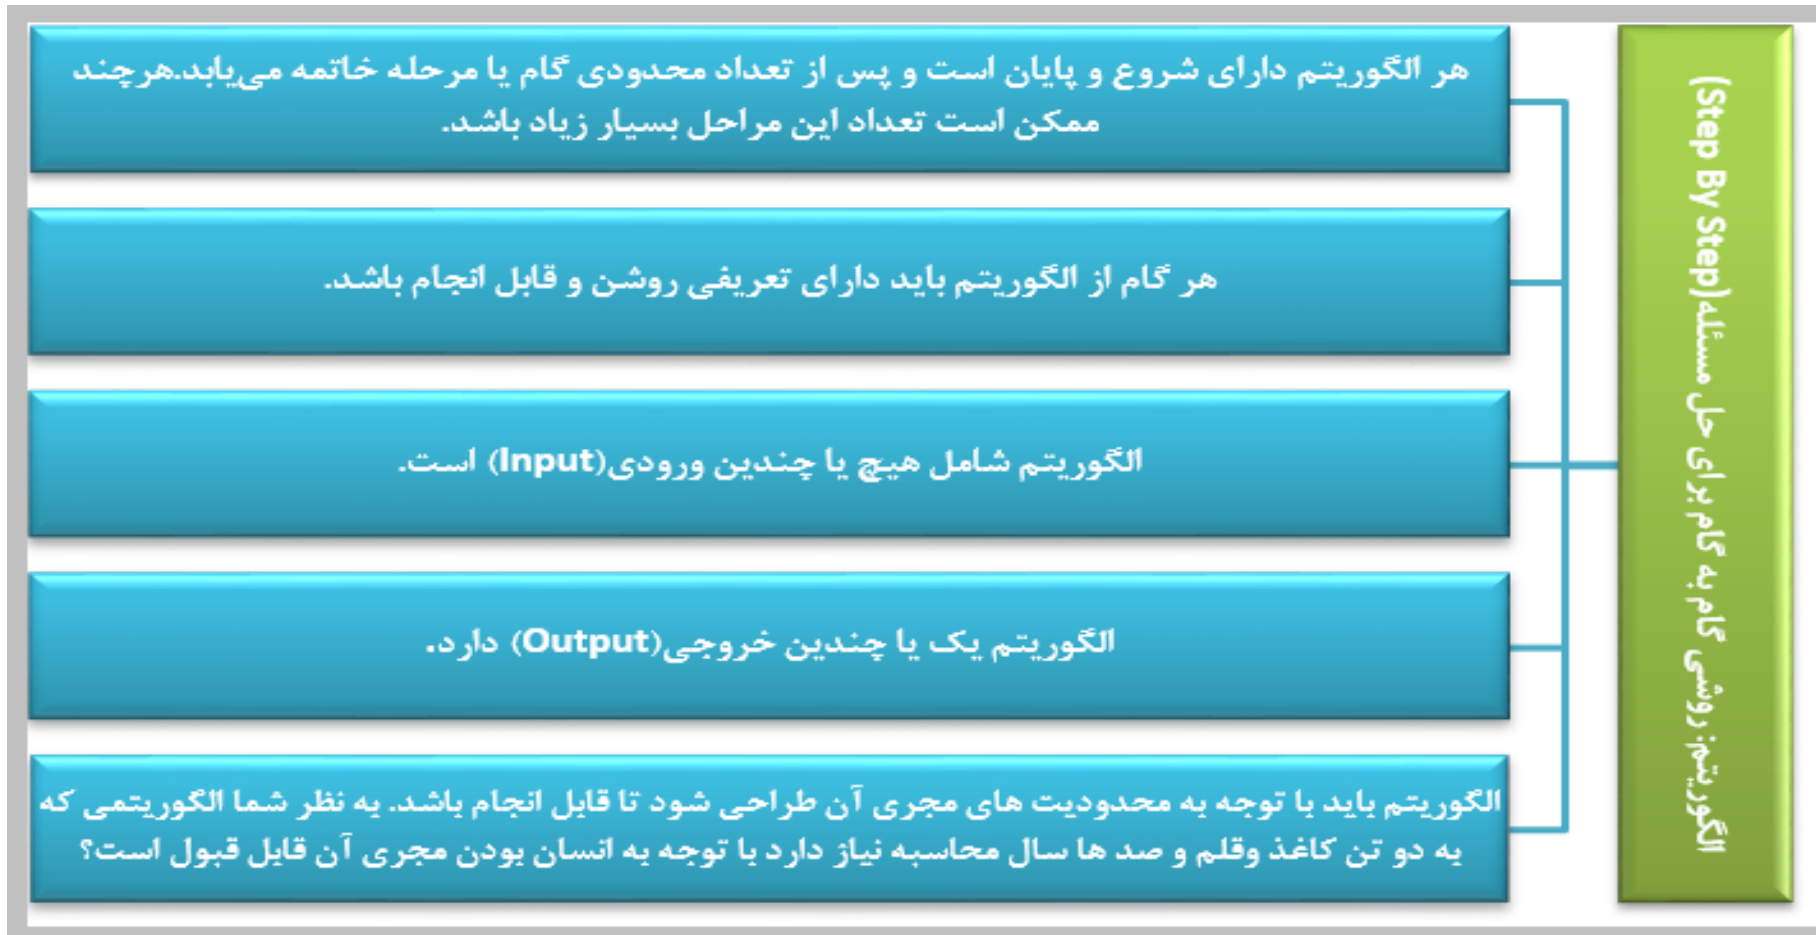 الگوریتم: روشی گام به گام برای حل مسئله(Step By Step)
هر الگوریتم دارای شروع و پایان است و پس از تعداد محدودی گام یا مرحله خاتمه می‌یابد.هرچند
ممکن است تعداد این مراحل بسیار زیاد باشد.
هر گام از الگوریتم باید دارای تعریفی روشن و قابل انجام باشد.
الگوریتم شامل هیچ یا چندین ورودی(Input) است.
الگوریتم یک یا چندین خروجی(Output) دارد.
الگوریتم باید با توجه به محدودیت های مجری آن طراحی شود تا قابل انجام باشد. به نظر شما الگوریتمی که
به دو تن کاغذ وقلم و صد ها سال محاسبه نیاز دارد با توجه به انسان بودن مجری آن قابل قبول است؟